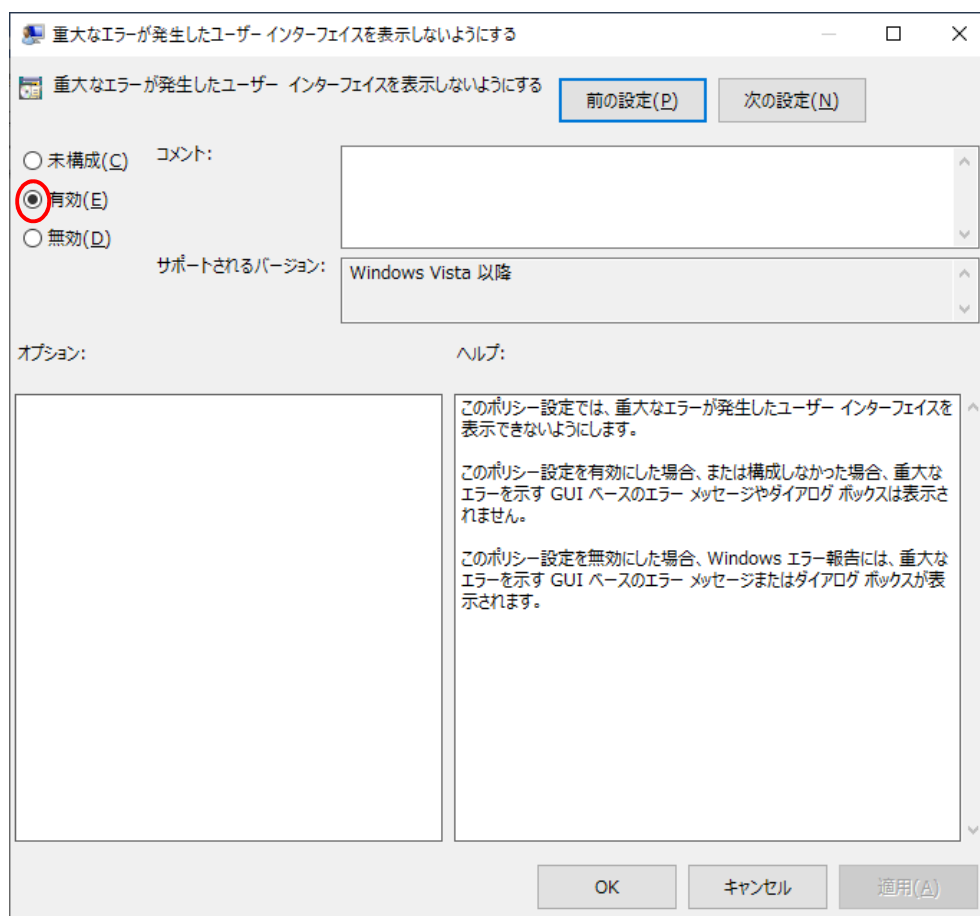 重大なエラーが発生したユーザー インターフェイスを表示しないようにする
重大なエラーが発生したユーザー インターフェイスを表示しないようにする
前の設定(P)
次の設定(N)
未構成(C)
コメント:
有効(E)
無効(D)
サポートされるバージョン:
Windows Vista 以降
オプション:
ヘルプ:
このポリシー設定では、重大なエラーが発生したユーザー インターフェイスを
表示できないようにします。
このポリシー設定を有効にした場合、または構成しなかった場合、重大な
エラーを示す GUI ベースのエラー メッセージやダイアログ ボックスは表示さ
れません。
このポリシー設定を無効にした場合、Windows エラー報告には、重大な
エラーを示す GUI ベースのエラー メッセージまたはダイアログ ボックスが表
示されます。
OK
キャンセル
適用(A)